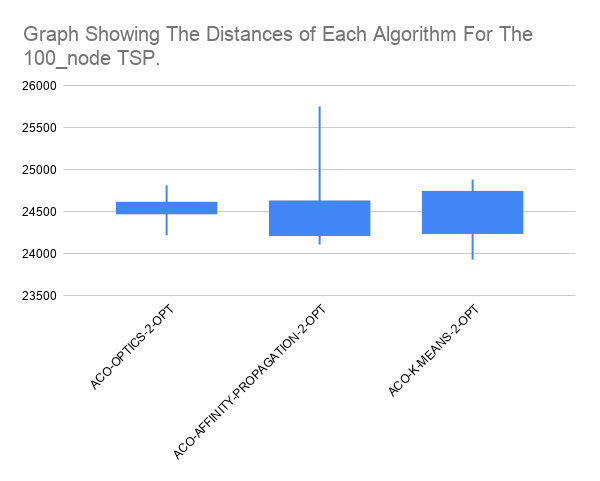 Graph Showing The Distances of Each Algorithm For The
100_node TSP.
26000
25500
25000
24500
24000
23500
ACO-OPTICS-2-OPT
ACO-AFFINITY-PROPAGATION-2-OPT
ACO-K-MEANS-2-OPT